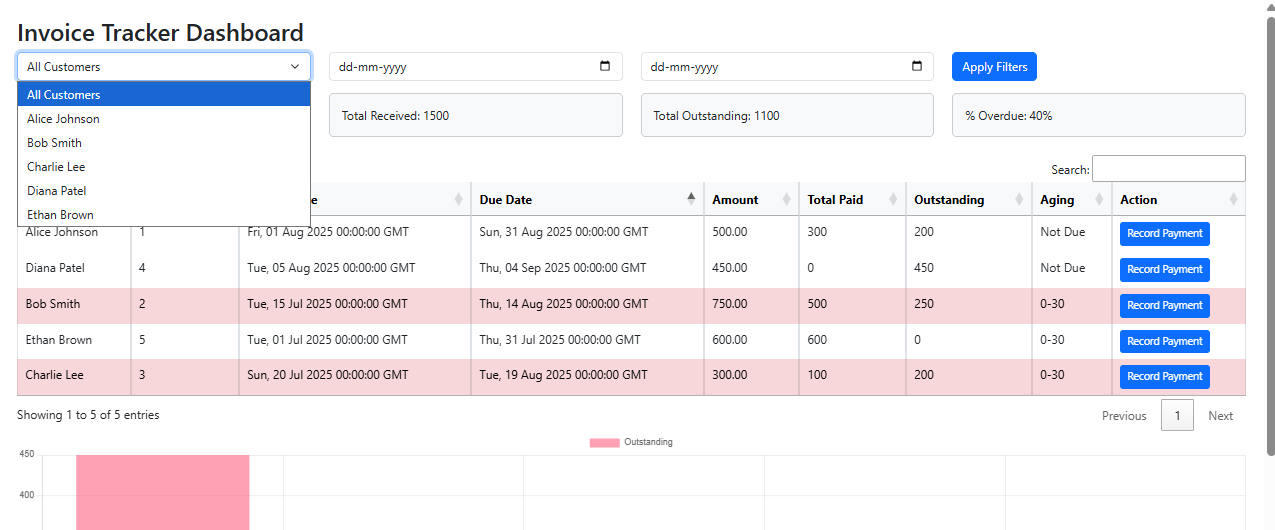 Invoice Tracker Dashboard
All Customers dd-mm-yyyy dd-mm-yyyy Apply Filters
All Customers
Alice Johnson
Bob Smith
Charlie Lee
Diana Patel
Ethan Brown
Total Received: 1500 Total Outstanding: 1100 % Overdue: 40%
Search:
e Due Date Amount Total Paid Outstanding Aging Action
Alice Johnson 1 Fri, 01 Aug 2025 00:00:00 GMT Sun, 31 Aug 2025 00:00:00 GMT 500.00 300 200 Not Due Record Payment
Diana Patel 4 Tue, 05 Aug 2025 00:00:00 GMT Thu, 04 Sep 2025 00:00:00 GMT 450.00 0 450 Not Due Record Payment
Bob Smith 2 Tue, 15 Jul 2025 00:00:00 GMT Thu, 14 Aug 2025 00:00:00 GMT 750.00 500 250 0-30 Record Payment
Ethan Brown 5 Tue, 01 Jul 2025 00:00:00 GMT Thu, 31 Jul 2025 00:00:00 GMT 600.00 600 0 0-30 Record Payment
Charlie Lee 3 Sun, 20 Jul 2025 00:00:00 GMT Tue, 19 Aug 2025 00:00:00 GMT 300.00 100 200 0-30 Record Payment
Showing 1 to 5 of 5 entries Previous 1 Next
Outstanding
450
400